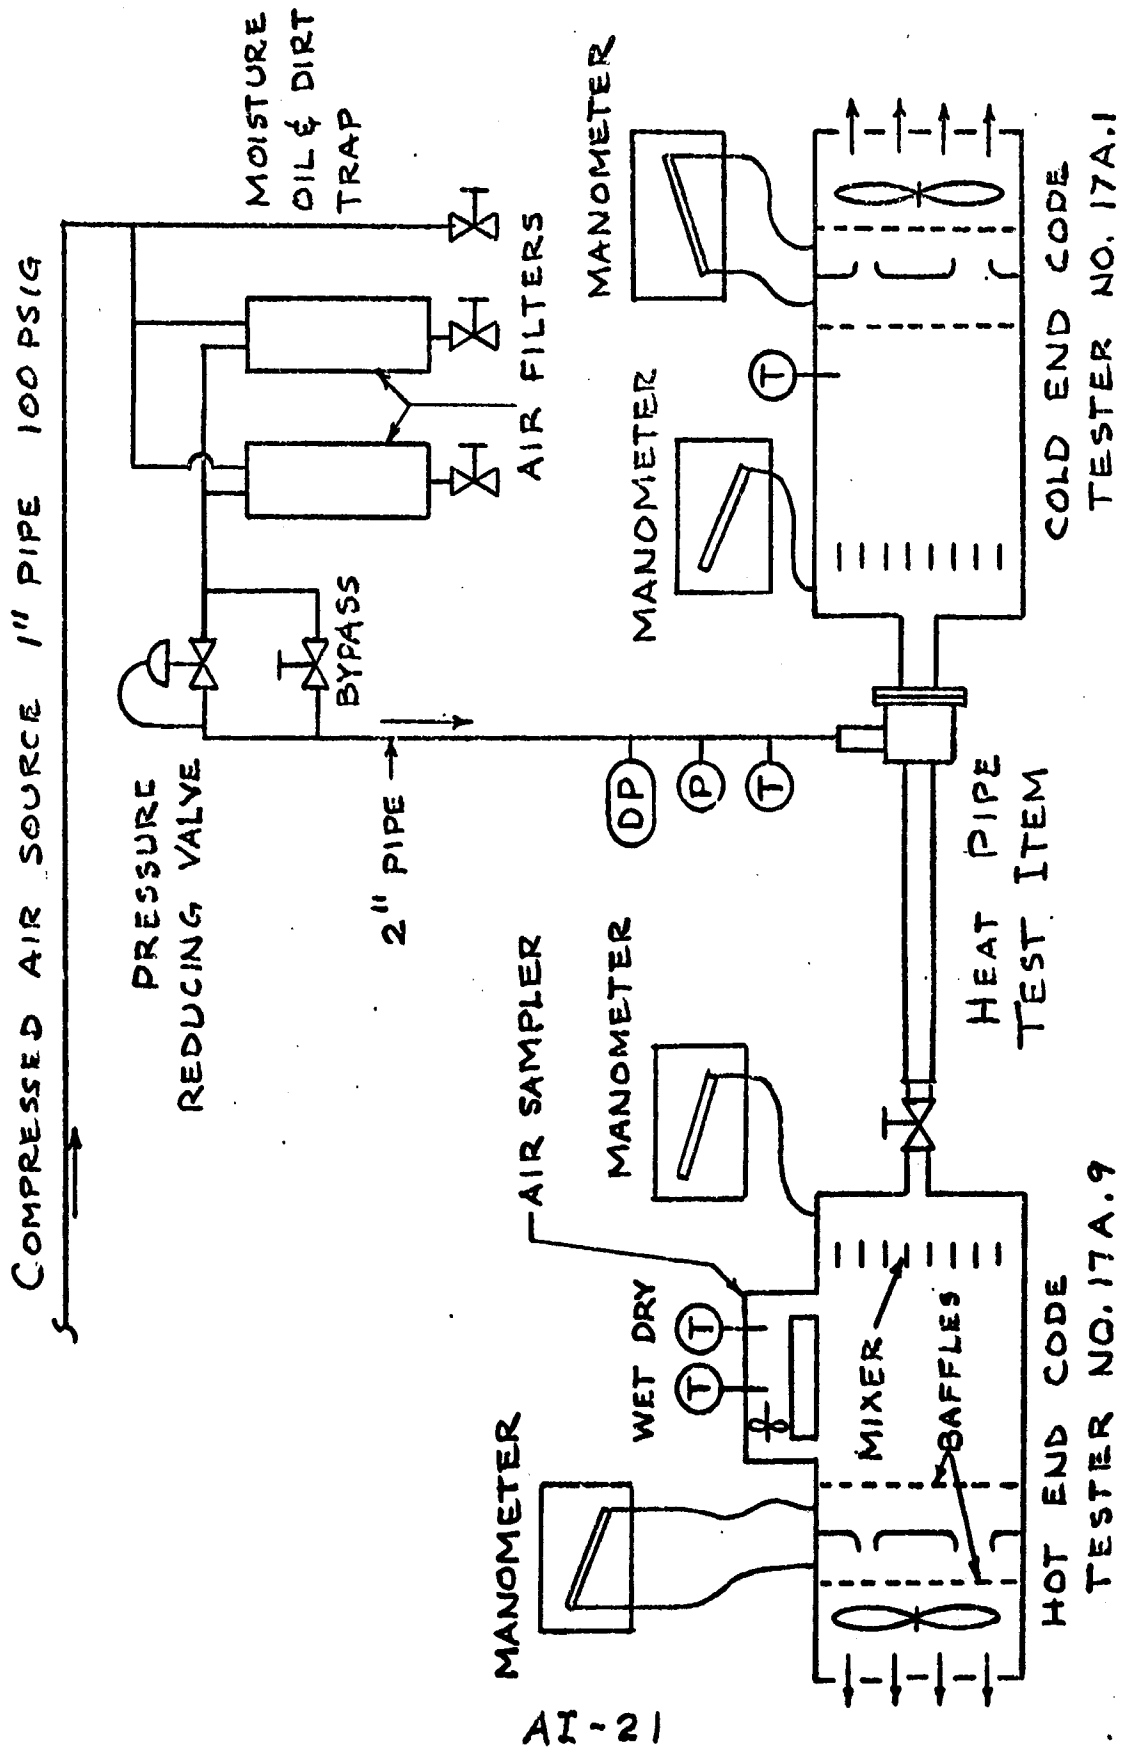 COMPRESSED AIR SOURCE 1" PIPE 100 PSIG
PRESSURE
REDUCING VALVE
BYPASS
MOISTURE
OIL & DIRT
TRAP
2" PIPE
AIR FILTERS
DP
P
T
AIR SAMPLER
MANOMETER
WET DRY
T
T
MANOMETER
MANOMETER
MANOMETER
T
MIXER
BAFFLES
HEAT PIPE
TEST ITEM
HOT END CODE
TESTER NO. 17A.9
COLD END CODE
TESTER NO. 17A.1
AI-21